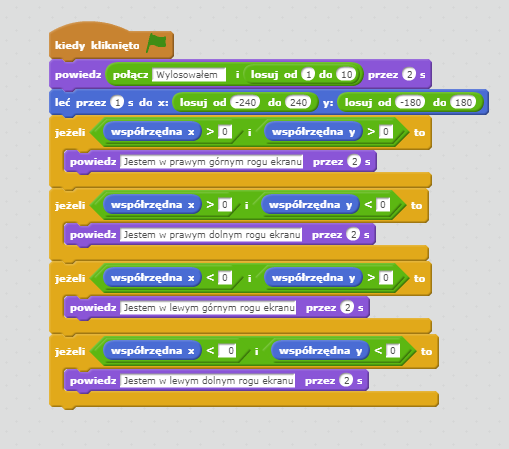 kiedy kliknięto
powiedz połącz Wylosowałem i losuj od 1 do 10 przez 2 s
leć przez 1 s do x: losuj od -240 do 240 y: losuj od -180 do 180
jeżeli współrzędna x > 0 i współrzędna y > 0 to
powiedz Jestem w prawym górnym rogu ekranu przez 2 s
jeżeli współrzędna x > 0 i współrzędna y < 0 to
powiedz Jestem w prawym dolnym rogu ekranu przez 2 s
jeżeli współrzędna x < 0 i współrzędna y > 0 to
powiedz Jestem w lewym górnym rogu ekranu przez 2 s
jeżeli współrzędna x < 0 i współrzędna y < 0 to
powiedz Jestem w lewym dolnym rogu ekranu przez 2 s